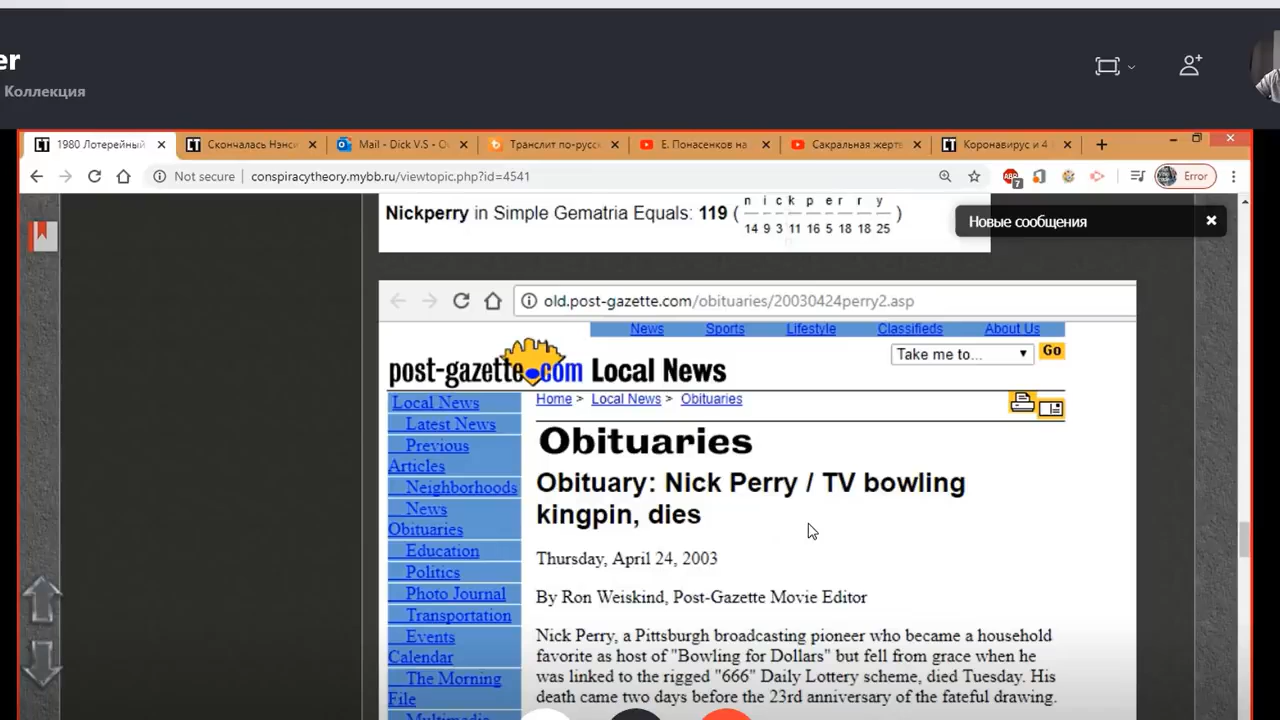 er
Коллекция
1980 Лотерейный
Скончалась Нэнси
Mail - Dick V.S - O
Транслит по-русс
Е. Понасенков на
Сакральная жерт
Коронавирус и 4
Not secure
conspiracytheory.mybb.ru/viewtopic.php?id=4541
ABP
7
Error
Nickperry in Simple Gematria Equals: 119 ( n i c k p e r r y )
14 9 3 11 16 5 18 18 25
Новые сообщения
old.post-gazette.com/obituaries/20030424perry2.asp
News Sports Lifestyle Classifieds About Us
post-gazette.com Local News
Take me to...
Go
Home > Local News > Obituaries
Local News
Latest News
Previous
Articles
Neighborhoods
News
Obituaries
Education
Politics
Photo Journal
Transportation
Events
Calendar
The Morning
File
Multimedia
Obituaries
Obituary: Nick Perry / TV bowling
kingpin, dies
Thursday, April 24, 2003
By Ron Weiskind, Post-Gazette Movie Editor
Nick Perry, a Pittsburgh broadcasting pioneer who became a household
favorite as host of "Bowling for Dollars" but fell from grace when he
was linked to the rigged "666" Daily Lottery scheme, died Tuesday. His
death came two days before the 23rd anniversary of the fateful drawing.